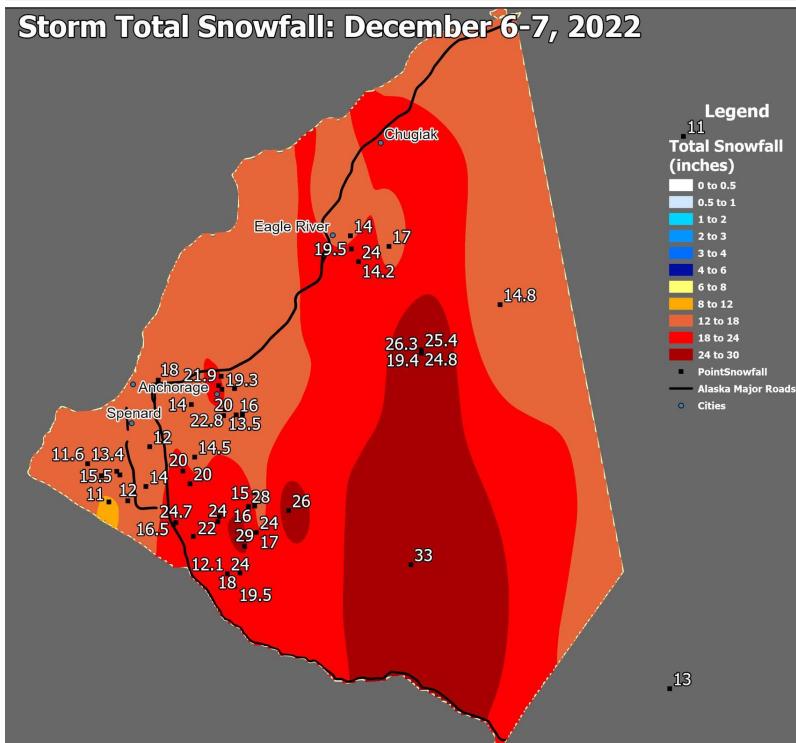 Storm Total Snowfall: December 6-7, 2022
Legend
Total Snowfall
(inches)
0 to 0.5
0.5 to 1
1 to 2
2 to 3
3 to 4
4 to 6
6 to 8
8 to 12
12 to 18
18 to 24
24 to 30
PointSnowfall
Alaska Major Roads
Cities
11
Chugiak
Eagle River
14
17
19.5
24
14.2
14.8
26.3
25.4
19.4
24.8
18
21.9
19.3
Anchorage
14
20
16
Spenard
22.8
13.5
12
14.5
11.6
13.4
20
20
15.5
14
11
12
15
28
26
24.7
24
16
24
16.5
22
29
17
12.1
24
33
18
19.5
13